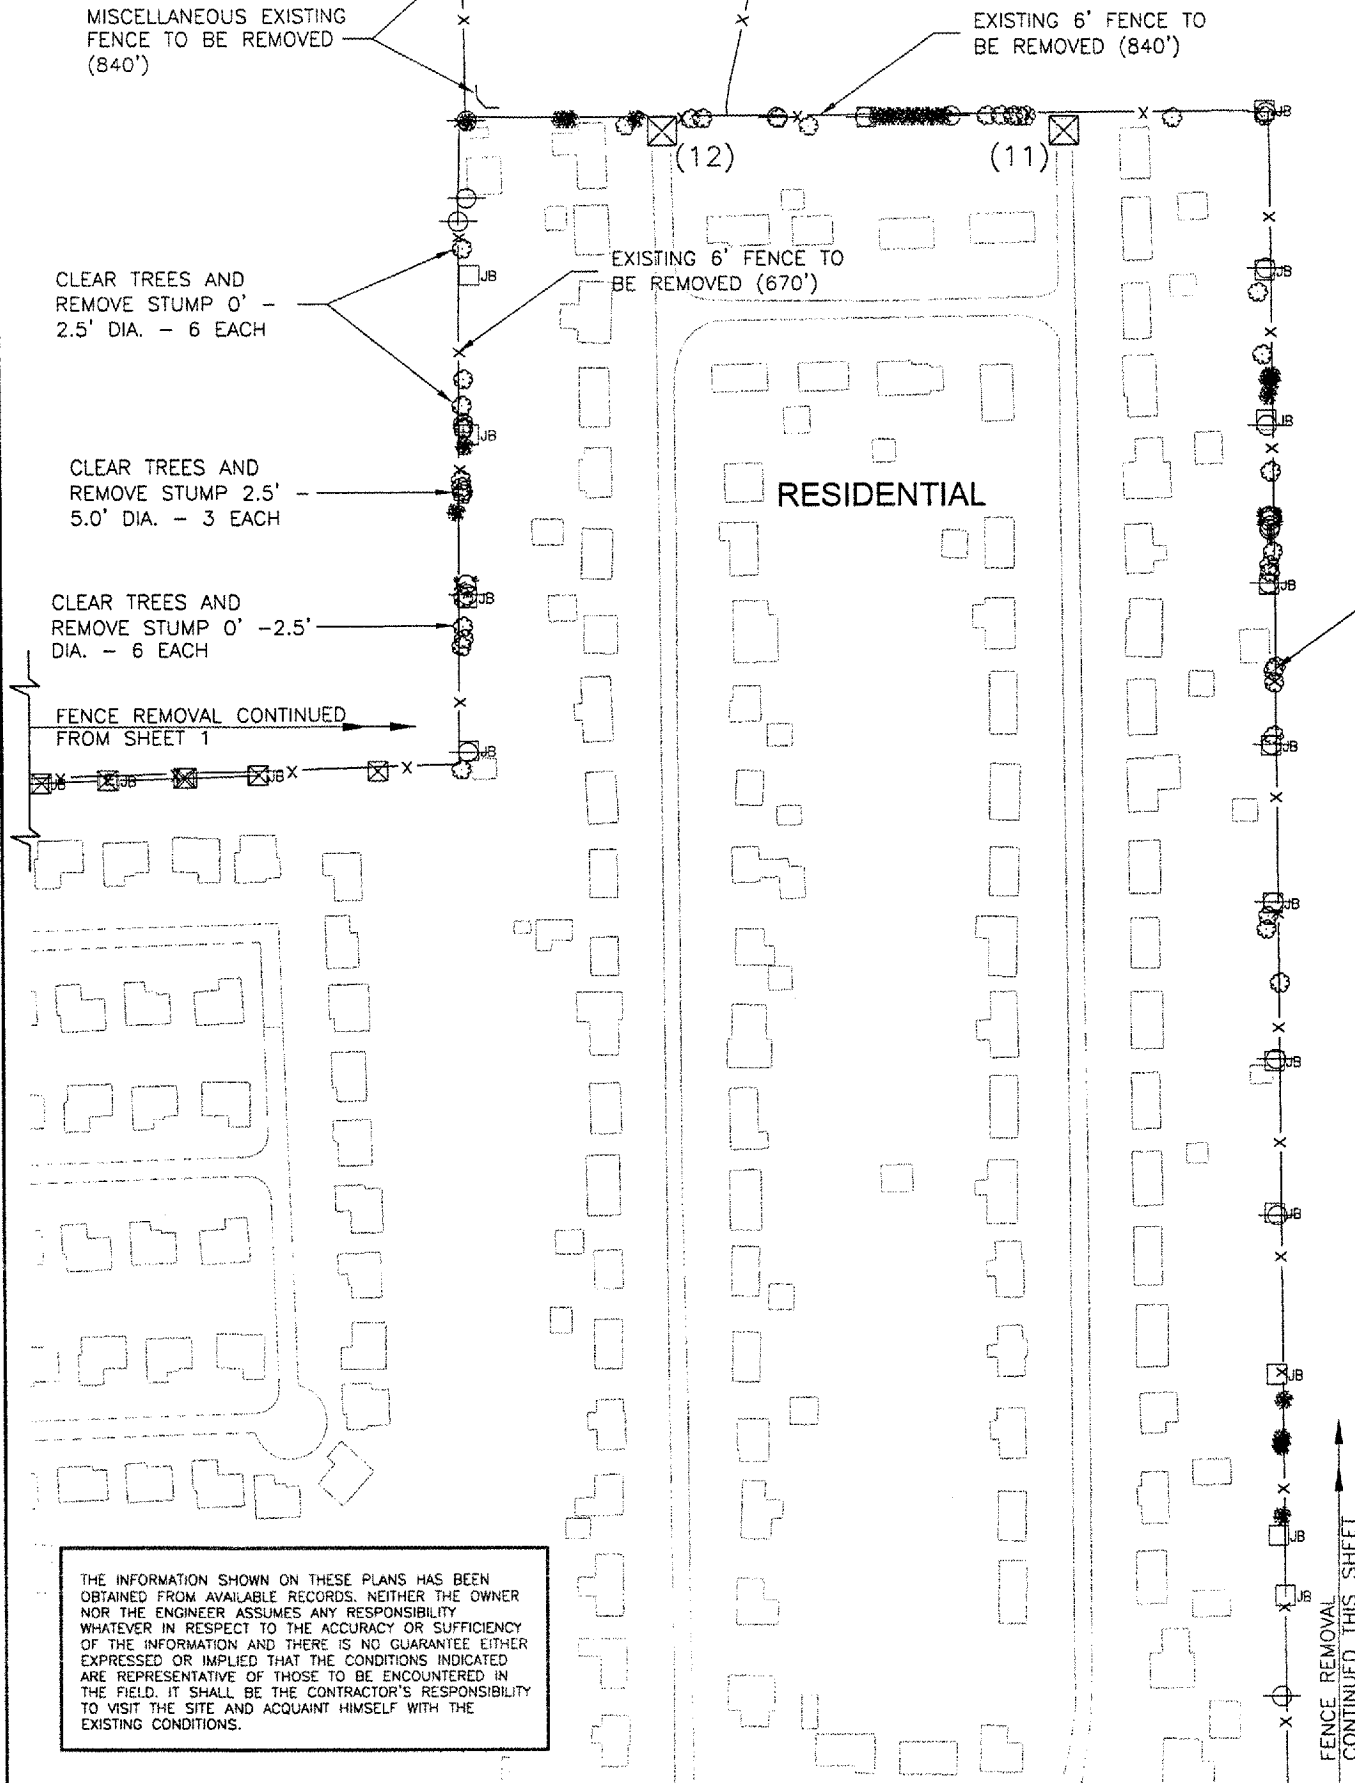 MISCELLANEOUS EXISTING
FENCE TO BE REMOVED
(840')
EXISTING 6' FENCE TO
BE REMOVED (840')
JB
(12)
(11)
EXISTING 6' FENCE TO
BE REMOVED (670')
CLEAR TREES AND
REMOVE STUMP 0' -
2.5' DIA. - 6 EACH
JB
JB
JB
JB
CLEAR TREES AND
REMOVE STUMP 2.5' -
5.0' DIA. - 3 EACH
RESIDENTIAL
JB
JB
CLEAR TREES AND
REMOVE STUMP 0' -2.5'
DIA. - 6 EACH
FENCE REMOVAL CONTINUED
FROM SHEET 1
JB
JB
JB
JB
JB
JB
JB
JB
JB
JB
JB
THE INFORMATION SHOWN ON THESE PLANS HAS BEEN
OBTAINED FROM AVAILABLE RECORDS. NEITHER THE OWNER
NOR THE ENGINEER ASSUMES ANY RESPONSIBILITY
WHATEVER IN RESPECT TO THE ACCURACY OR SUFFICIENCY
OF THE INFORMATION AND THERE IS NO GUARANTEE EITHER
EXPRESSED OR IMPLIED THAT THE CONDITIONS INDICATED
ARE REPRESENTATIVE OF THOSE TO BE ENCOUNTERED IN
THE FIELD. IT SHALL BE THE CONTRACTOR'S RESPONSIBILITY
TO VISIT THE SITE AND ACQUAINT HIMSELF WITH THE
EXISTING CONDITIONS.
FENCE REMOVAL
CONTINUED THIS SHEET